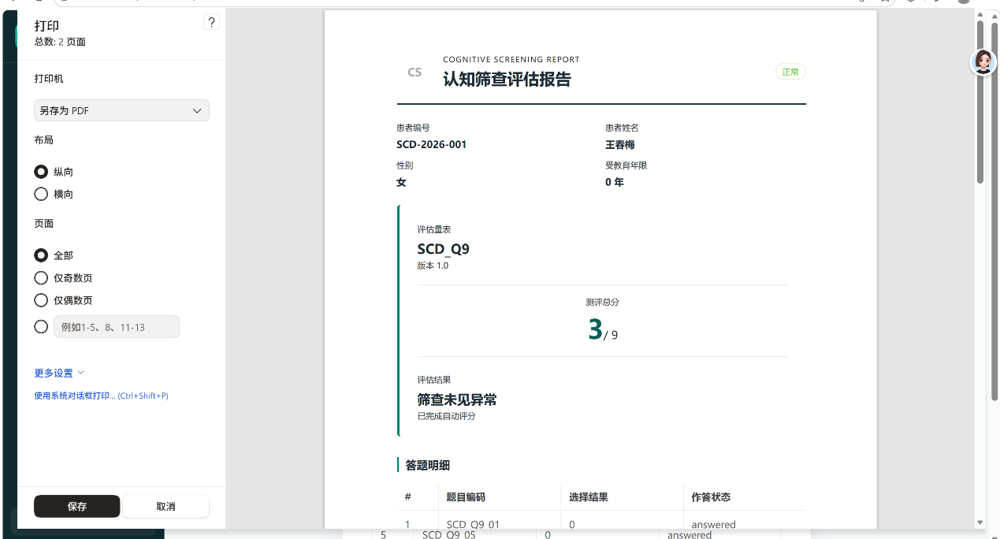 打印
?
总数: 2 页面
打印机
另存为 PDF
布局
纵向
横向
页面
全部
仅奇数页
仅偶数页
例如1-5、8、11-13
更多设置
使用系统对话框打印... (Ctrl+Shift+P)
保存
取消
CS
COGNITIVE SCREENING REPORT
认知筛查评估报告
正常
患者编号
SCD-2026-001
患者姓名
王春梅
性别
女
受教育年限
0 年
评估量表
SCD_Q9
版本 1.0
测评总分
3 / 9
评估结果
筛查未见异常
已完成自动评分
答题明细
# 题目编码 选择结果 作答状态
1 SCD_Q9_01 0 answered
5 SCD_Q9_05 0 answered